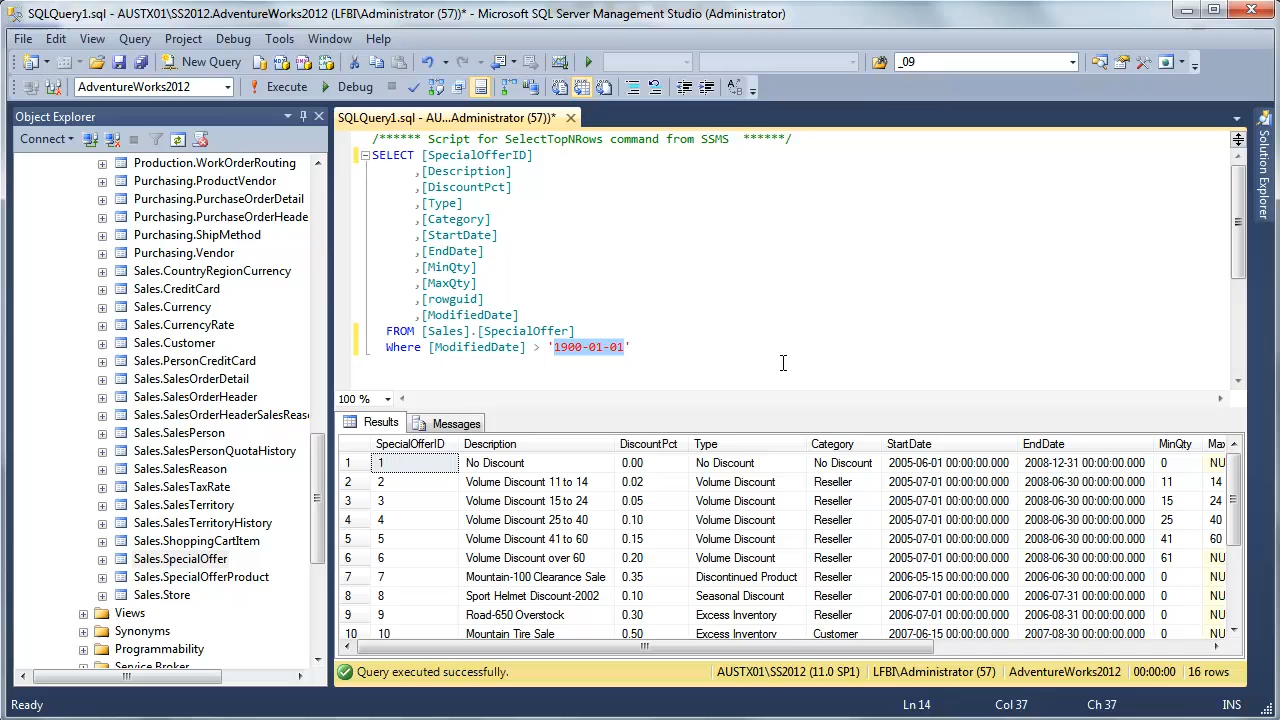 SQLQuery1.sql - AUSTX01\SS2012.AdventureWorks2012 (LFBI\Administrator (57))* - Microsoft SQL Server Management Studio (Administrator)
File Edit View Query Project Debug Tools Window Help
New Query _09
AdventureWorks2012 Execute Debug
Object Explorer
Connect
Production.WorkOrderRouting
Purchasing.ProductVendor
Purchasing.PurchaseOrderDetail
Purchasing.PurchaseOrderHeade
Purchasing.ShipMethod
Purchasing.Vendor
Sales.CountryRegionCurrency
Sales.CreditCard
Sales.Currency
Sales.CurrencyRate
Sales.Customer
Sales.PersonCreditCard
Sales.SalesOrderDetail
Sales.SalesOrderHeader
Sales.SalesOrderHeaderSalesReaso
Sales.SalesPerson
Sales.SalesPersonQuotaHistory
Sales.SalesReason
Sales.SalesTaxRate
Sales.SalesTerritory
Sales.SalesTerritoryHistory
Sales.ShoppingCartItem
Sales.SpecialOffer
Sales.SpecialOfferProduct
Sales.Store
Views
Synonyms
Programmability
Service Broker
SQLQuery1.sql - AU...Administrator (57))*
/****** Script for SelectTopNRows command from SSMS ******/
SELECT [SpecialOfferID]
,[Description]
,[DiscountPct]
,[Type]
,[Category]
,[StartDate]
,[EndDate]
,[MinQty]
,[MaxQty]
,[rowguid]
,[ModifiedDate]
FROM [Sales].[SpecialOffer]
Where [ModifiedDate] > '1900-01-01'
100 %
Results Messages
SpecialOfferID Description DiscountPct Type Category StartDate EndDate MinQty Max
1 1 No Discount 0.00 No Discount No Discount 2005-06-01 00:00:00.000 2008-12-31 00:00:00.000 0 NU
2 2 Volume Discount 11 to 14 0.02 Volume Discount Reseller 2005-07-01 00:00:00.000 2008-06-30 00:00:00.000 11 14
3 3 Volume Discount 15 to 24 0.05 Volume Discount Reseller 2005-07-01 00:00:00.000 2008-06-30 00:00:00.000 15 24
4 4 Volume Discount 25 to 40 0.10 Volume Discount Reseller 2005-07-01 00:00:00.000 2008-06-30 00:00:00.000 25 40
5 5 Volume Discount 41 to 60 0.15 Volume Discount Reseller 2005-07-01 00:00:00.000 2008-06-30 00:00:00.000 41 60
6 6 Volume Discount over 60 0.20 Volume Discount Reseller 2005-07-01 00:00:00.000 2008-06-30 00:00:00.000 61 NU
7 7 Mountain-100 Clearance Sale 0.35 Discontinued Product Reseller 2006-05-15 00:00:00.000 2006-06-30 00:00:00.000 0 NU
8 8 Sport Helmet Discount-2002 0.10 Seasonal Discount Reseller 2006-07-01 00:00:00.000 2006-07-31 00:00:00.000 0 NU
9 9 Road-650 Overstock 0.30 Excess Inventory Reseller 2006-07-01 00:00:00.000 2006-08-31 00:00:00.000 0 NU
10 10 Mountain Tire Sale 0.50 Excess Inventory Customer 2007-06-15 00:00:00.000 2007-08-30 00:00:00.000 0 NU
Query executed successfully. AUSTX01\SS2012 (11.0 SP1) LFBI\Administrator (57) AdventureWorks2012 00:00:00 16 rows
Solution Explorer
Ready Ln 14 Col 37 Ch 37 INS